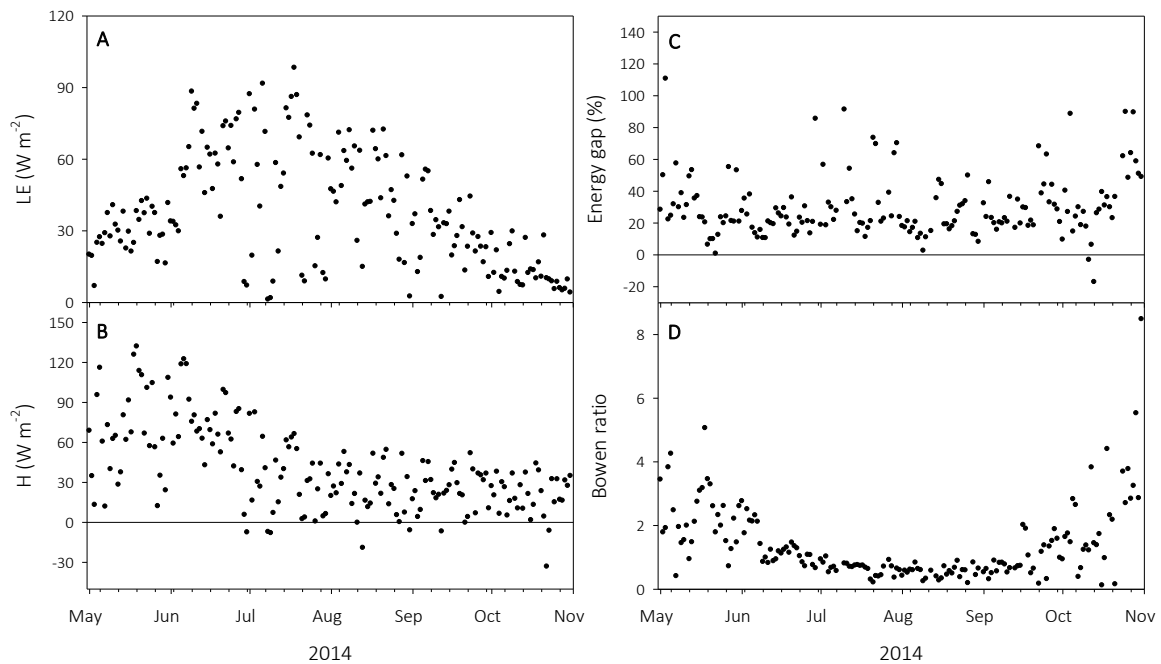 A
120
90
60
30
0
LE (W m⁻²)
B
150
120
90
60
30
0
-30
H (W m⁻²)
May Jun Jul Aug Sep Oct Nov
2014
C
140
120
100
80
60
40
20
0
-20
Energy gap (%)
D
8
6
4
2
0
Bowen ratio
May Jun Jul Aug Sep Oct Nov
2014